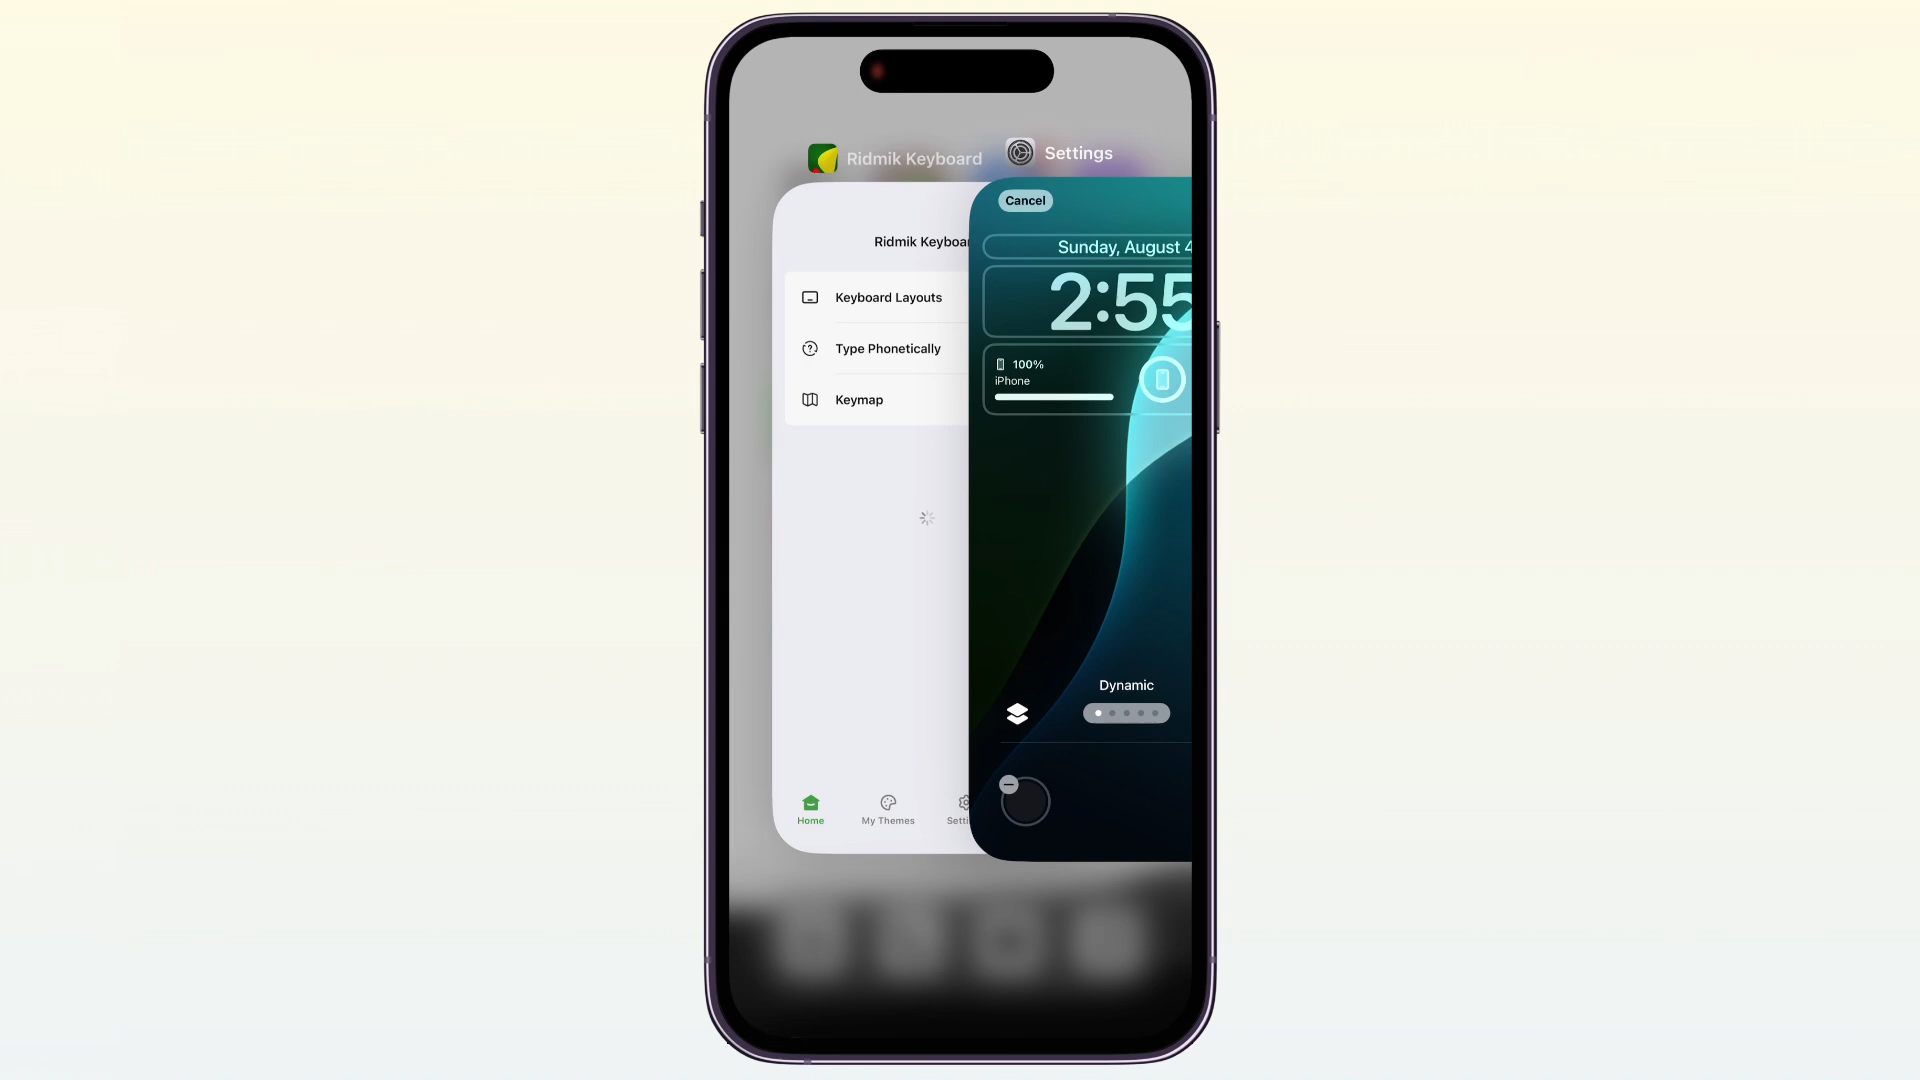 Ridmik Keyboard
Settings
Ridmik Keyboa
Keyboard Layouts
Type Phonetically
Keymap
Home
My Themes
Setti
Cancel
Sunday, August 4
2:55
100%
iPhone
Dynamic